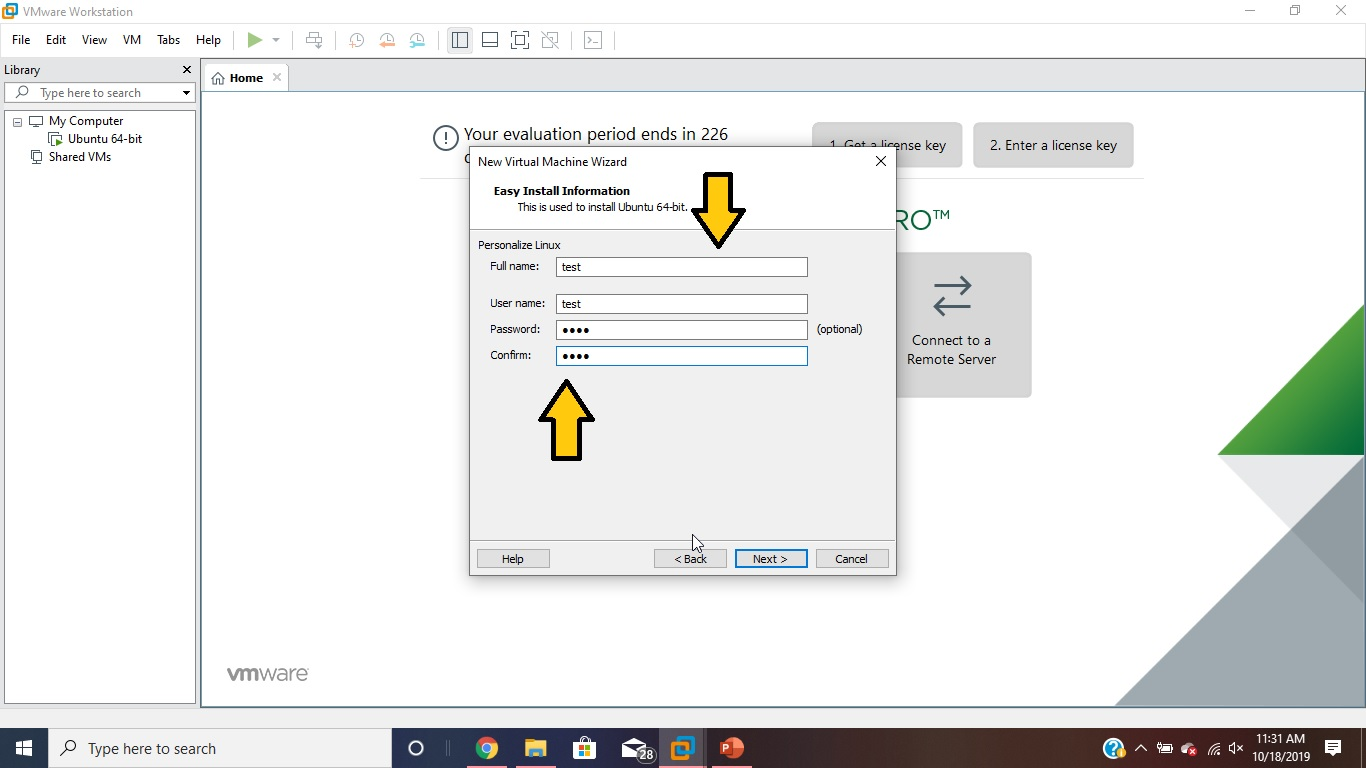 VMware Workstation
File Edit View VM Tabs Help
Library
Type here to search
My Computer
Ubuntu 64-bit
Shared VMs
Home
Your evaluation period ends in 226
1. Get a license key
2. Enter a license key
New Virtual Machine Wizard
Easy Install Information
This is used to install Ubuntu 64-bit.
RO™
Personalize Linux
Full name: test
User name: test
Password: ●●●● (optional)
Confirm: ●●●●
Connect to a
Remote Server
Help < Back Next > Cancel
vmware
Type here to search
28
11:31 AM
10/18/2019